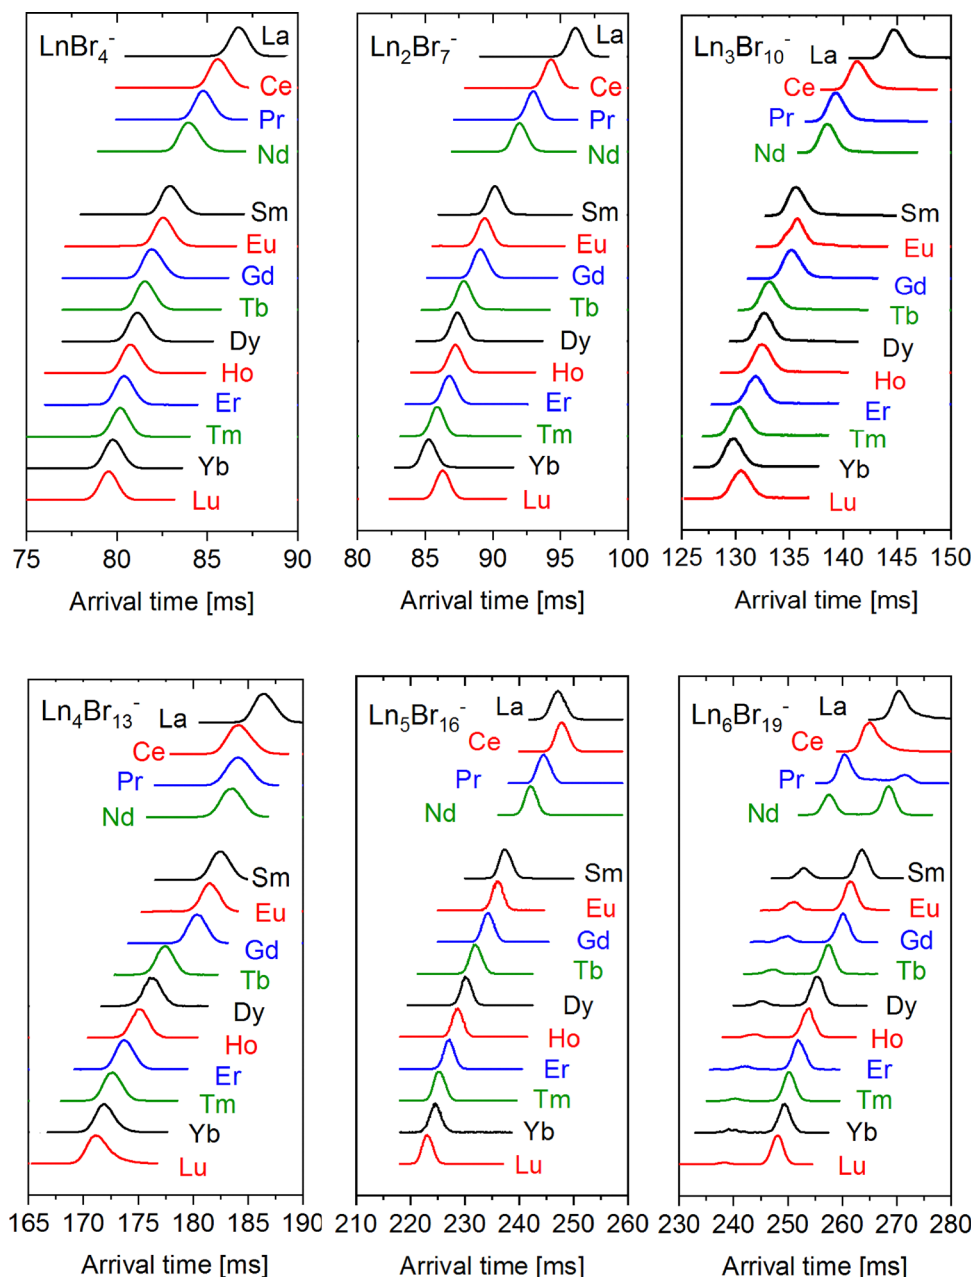 LnBr4-
La
Ce
Pr
Nd
Sm
Eu
Gd
Tb
Dy
Ho
Er
Tm
Yb
Lu
75 80 85 90
Arrival time [ms]
Ln2Br7-
La
Ce
Pr
Nd
Sm
Eu
Gd
Tb
Dy
Ho
Er
Tm
Yb
Lu
80 85 90 95 100
Arrival time [ms]
Ln3Br10-
La
Ce
Pr
Nd
Sm
Eu
Gd
Tb
Dy
Ho
Er
Tm
Yb
Lu
125 130 135 140 145 150
Arrival time [ms]
Ln4Br13-
La
Ce
Pr
Nd
Sm
Eu
Gd
Tb
Dy
Ho
Er
Tm
Yb
Lu
165 170 175 180 185 190
Arrival time [ms]
Ln5Br16-
La
Ce
Pr
Nd
Sm
Eu
Gd
Tb
Dy
Ho
Er
Tm
Yb
Lu
210 220 230 240 250 260
Arrival time [ms]
Ln6Br19-
La
Ce
Pr
Nd
Sm
Eu
Gd
Tb
Dy
Ho
Er
Tm
Yb
Lu
230 240 250 260 270 280
Arrival time [ms]